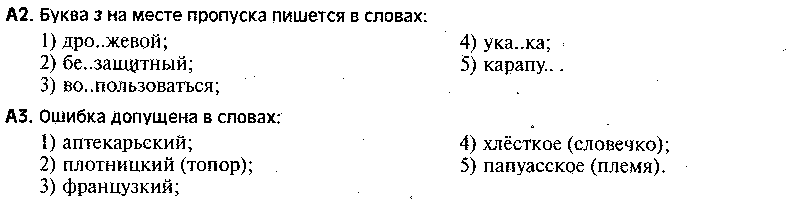 А2. Буква з на месте пропуска пишется в словах:
1) дро..жевой; 4) ука..ка;
2) бе..защитный; 5) карапу...
3) во..пользоваться;
А3. Ошибка допущена в словах:
1) аптекарьский; 4) хлёсткое (словечко);
2) плотницкий (топор); 5) папуасское (племя).
3) французкий;